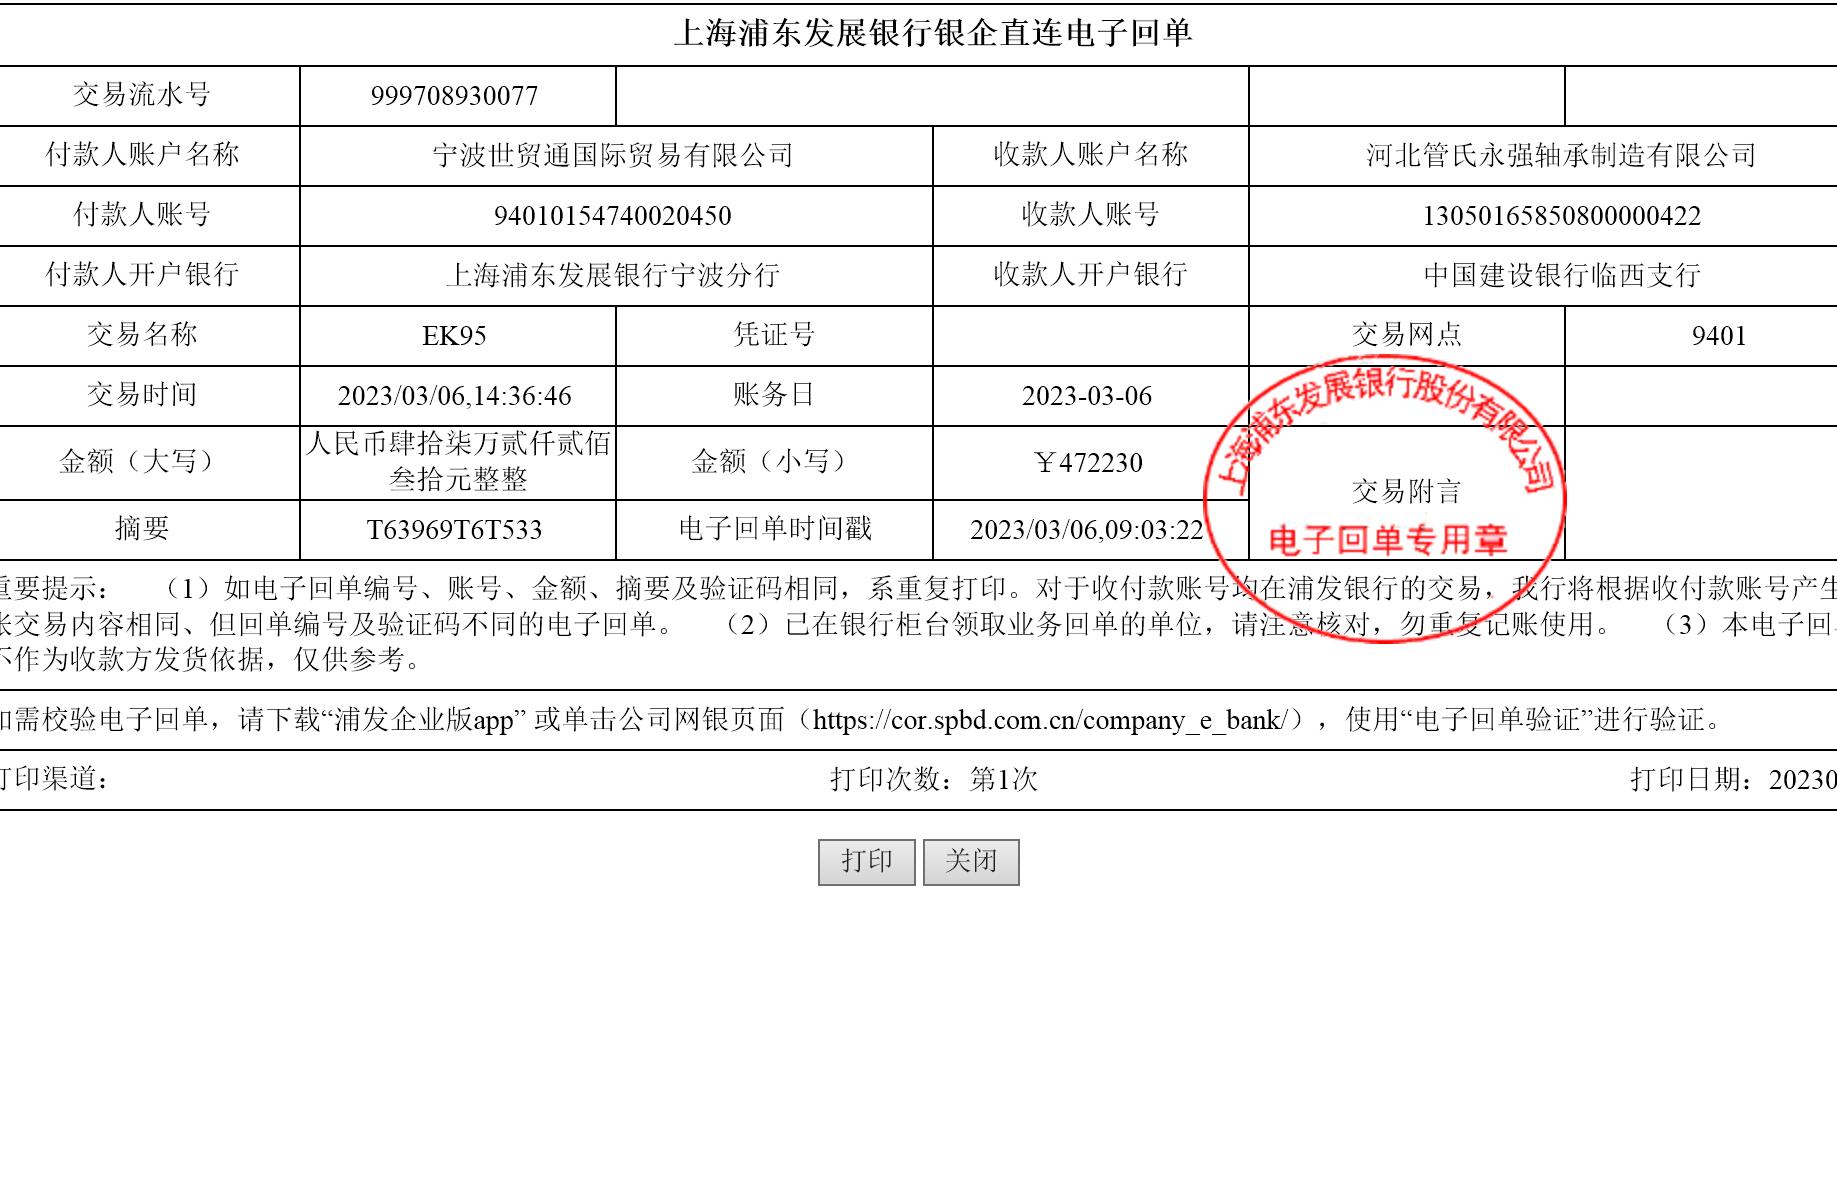 上海浦东发展银行银企直连电子回单
交易流水号 999708930077
付款人账户名称 宁波世贸通国际贸易有限公司 收款人账户名称 河北管氏永强轴承制造有限公司
付款人账号 94010154740020450 收款人账号 13050165850800000422
付款人开户银行 上海浦东发展银行宁波分行 收款人开户银行 中国建设银行临西支行
交易名称 EK95 凭证号 交易网点 9401
交易时间 2023/03/06,14:36:46 账务日 2023-03-06
金额（大写） 人民币肆拾柒万贰仟贰佰
叁拾元整整 金额（小写） ￥472230
交易附言
摘要 T63969T6T533 电子回单时间戳 2023/03/06,09:03:22
上海浦东发展银行股份有限公司
电子回单专用章
重要提示： （1）如电子回单编号、账号、金额、摘要及验证码相同，系重复打印。对于收付款账号均在浦发银行的交易，我行将根据收付款账号产生
张交易内容相同、但回单编号及验证码不同的电子回单。 （2）已在银行柜台领取业务回单的单位，请注意核对，勿重复记账使用。 （3）本电子回
不作为收款方发货依据，仅供参考。
如需校验电子回单，请下载“浦发企业版app” 或单击公司网银页面（https://cor.spbd.com.cn/company_e_bank/），使用“电子回单验证”进行验证。
打印渠道： 打印次数：第1次 打印日期：20230
打印 关闭